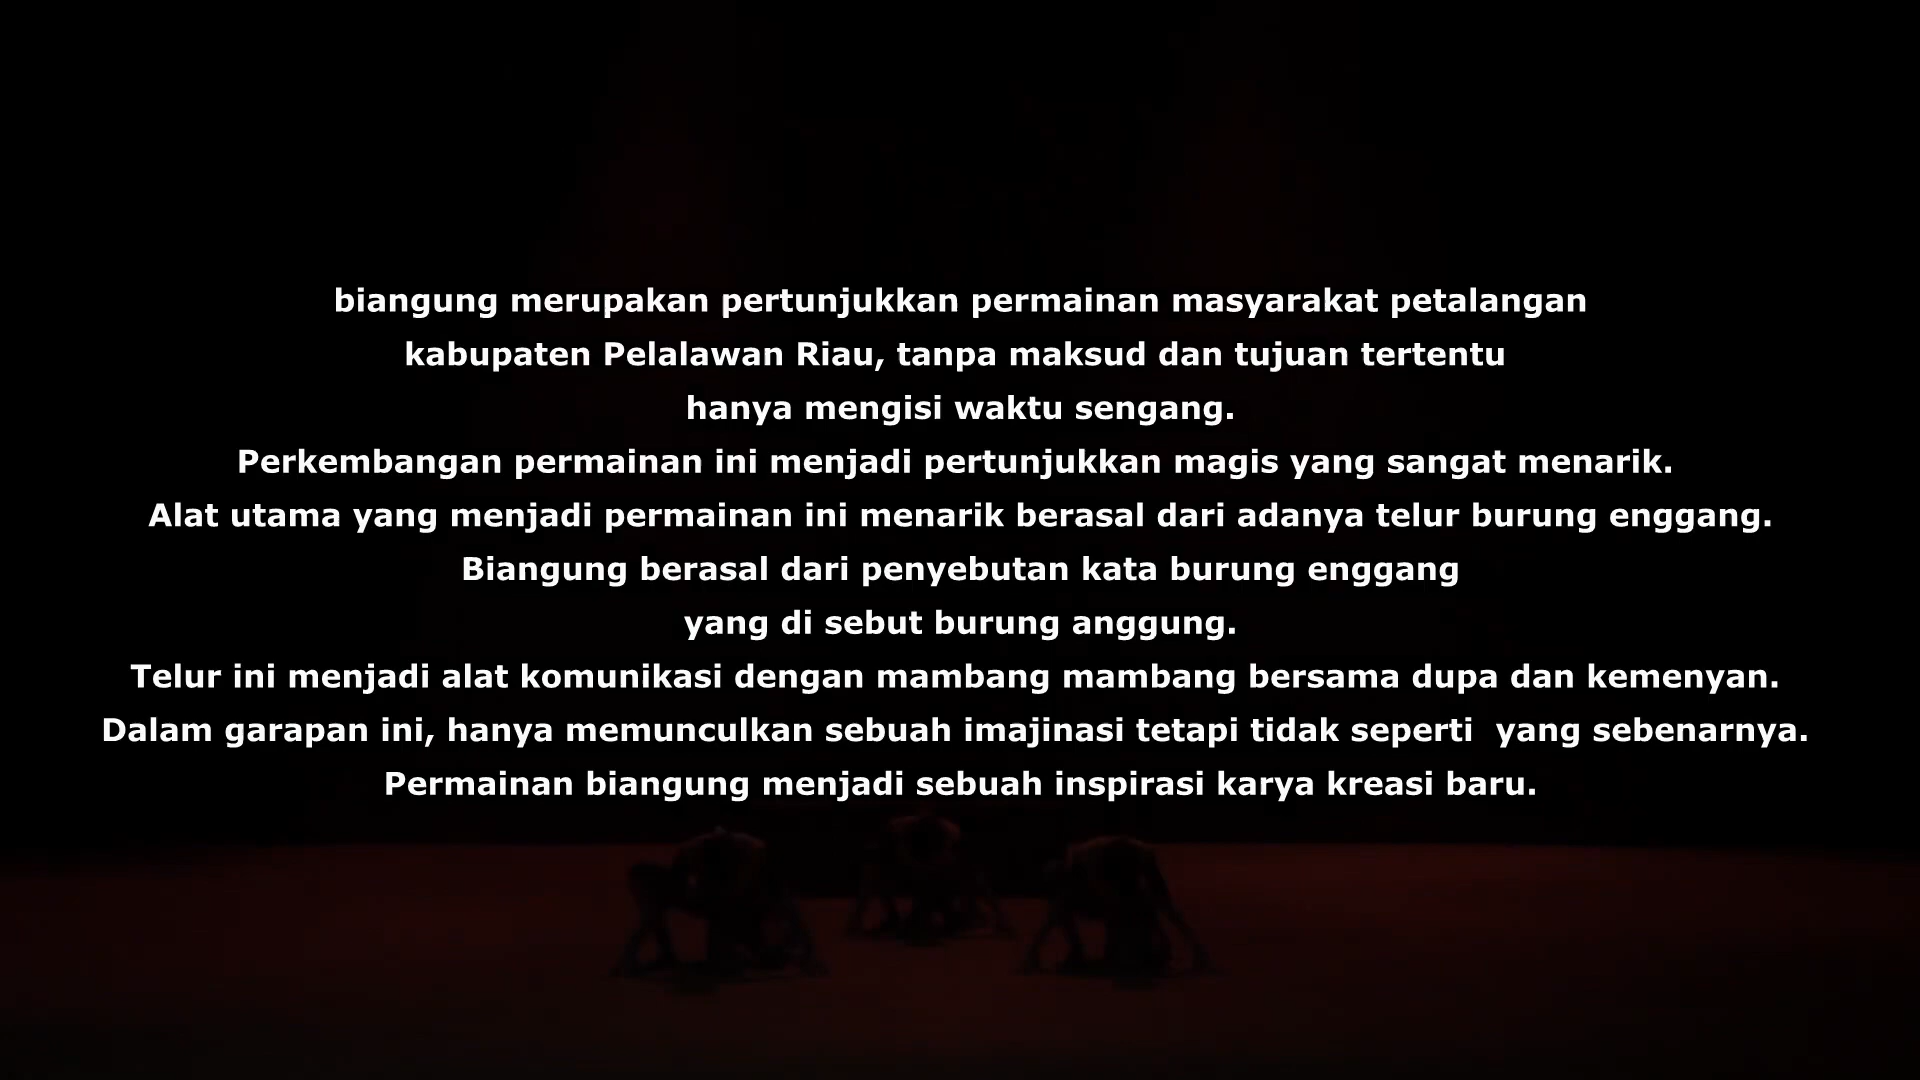 biangung merupakan pertunjukkan permainan masyarakat petalangan
kabupaten Pelalawan Riau, tanpa maksud dan tujuan tertentu
hanya mengisi waktu sengang.
Perkembangan permainan ini menjadi pertunjukkan magis yang sangat menarik.
Alat utama yang menjadi permainan ini menarik berasal dari adanya telur burung enggang.
Biangung berasal dari penyebutan kata burung enggang
yang di sebut burung anggung.
Telur ini menjadi alat komunikasi dengan mambang mambang bersama dupa dan kemenyan.
Dalam garapan ini, hanya memunculkan sebuah imajinasi tetapi tidak seperti  yang sebenarnya.
Permainan biangung menjadi sebuah inspirasi karya kreasi baru.